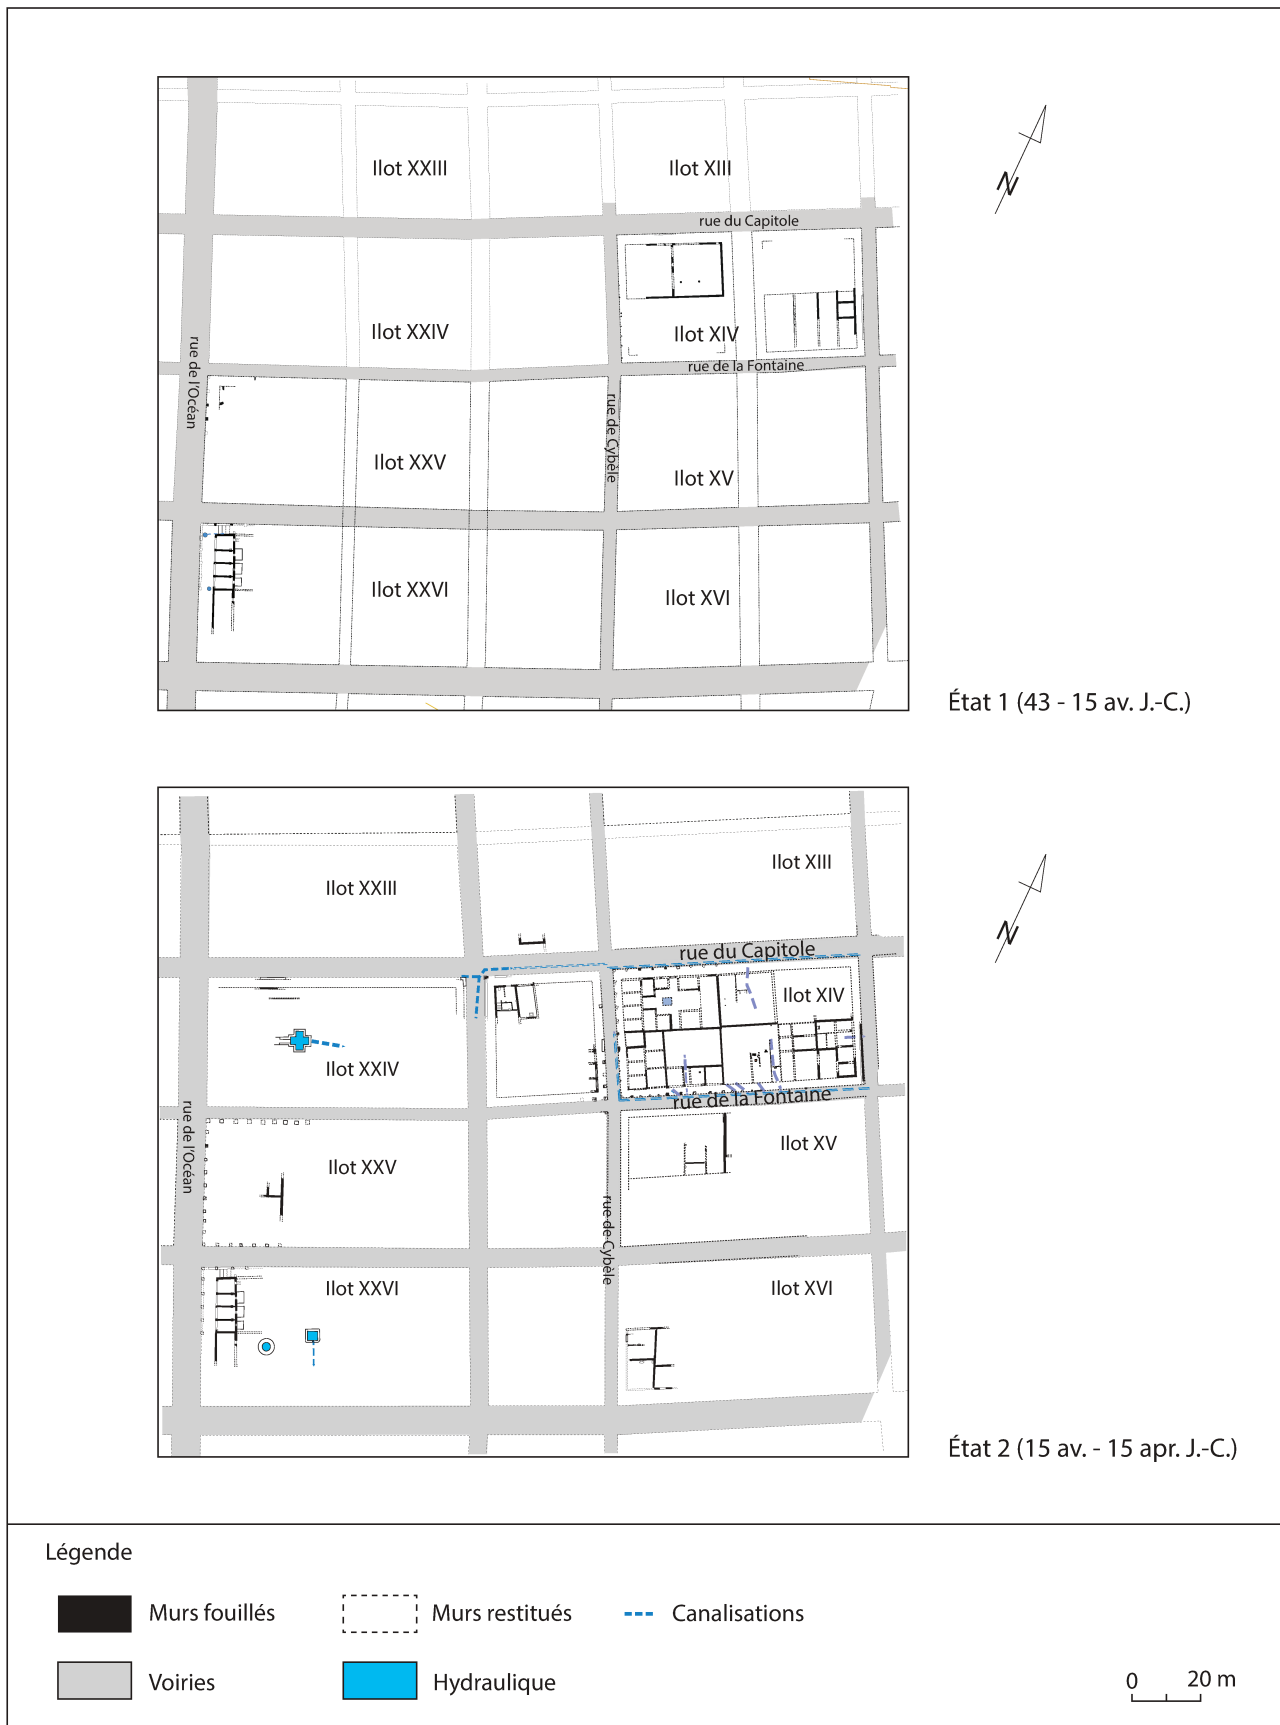 Ilot XXIII
Ilot XIII
N
rue du Capitole
Ilot XXIV
Ilot XIV
rue de l'Océan
rue de la Fontaine
rue de Cybèle
Ilot XXV
Ilot XV
Ilot XXVI
Ilot XVI
État 1 (43 - 15 av. J.-C.)
Ilot XIII
Ilot XXIII
N
rue du Capitole
Ilot XIV
Ilot XXIV
rue de la Fontaine
rue de l'Océan
Ilot XV
Ilot XXV
rue de Cybèle
Ilot XXVI
Ilot XVI
État 2 (15 av. - 15 apr. J.-C.)
Légende
Murs fouillés
Murs restitués
Canalisations
Voiries
Hydraulique
0 20 m